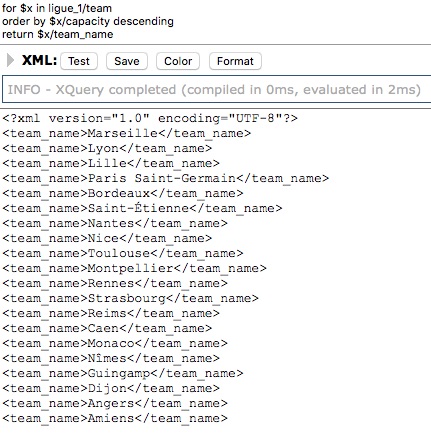 for $x in ligue_1/team
order by $x/capacity descending
return $x/team_name
XML: Test Save Color Format
INFO - XQuery completed (compiled in 0ms, evaluated in 2ms)
<?xml version="1.0" encoding="UTF-8"?>
<team_name>Marseille</team_name>
<team_name>Lyon</team_name>
<team_name>Lille</team_name>
<team_name>Paris Saint-Germain</team_name>
<team_name>Bordeaux</team_name>
<team_name>Saint-Étienne</team_name>
<team_name>Nantes</team_name>
<team_name>Nice</team_name>
<team_name>Toulouse</team_name>
<team_name>Montpellier</team_name>
<team_name>Rennes</team_name>
<team_name>Strasbourg</team_name>
<team_name>Reims</team_name>
<team_name>Caen</team_name>
<team_name>Monaco</team_name>
<team_name>Nîmes</team_name>
<team_name>Guingamp</team_name>
<team_name>Dijon</team_name>
<team_name>Angers</team_name>
<team_name>Amiens</team_name>